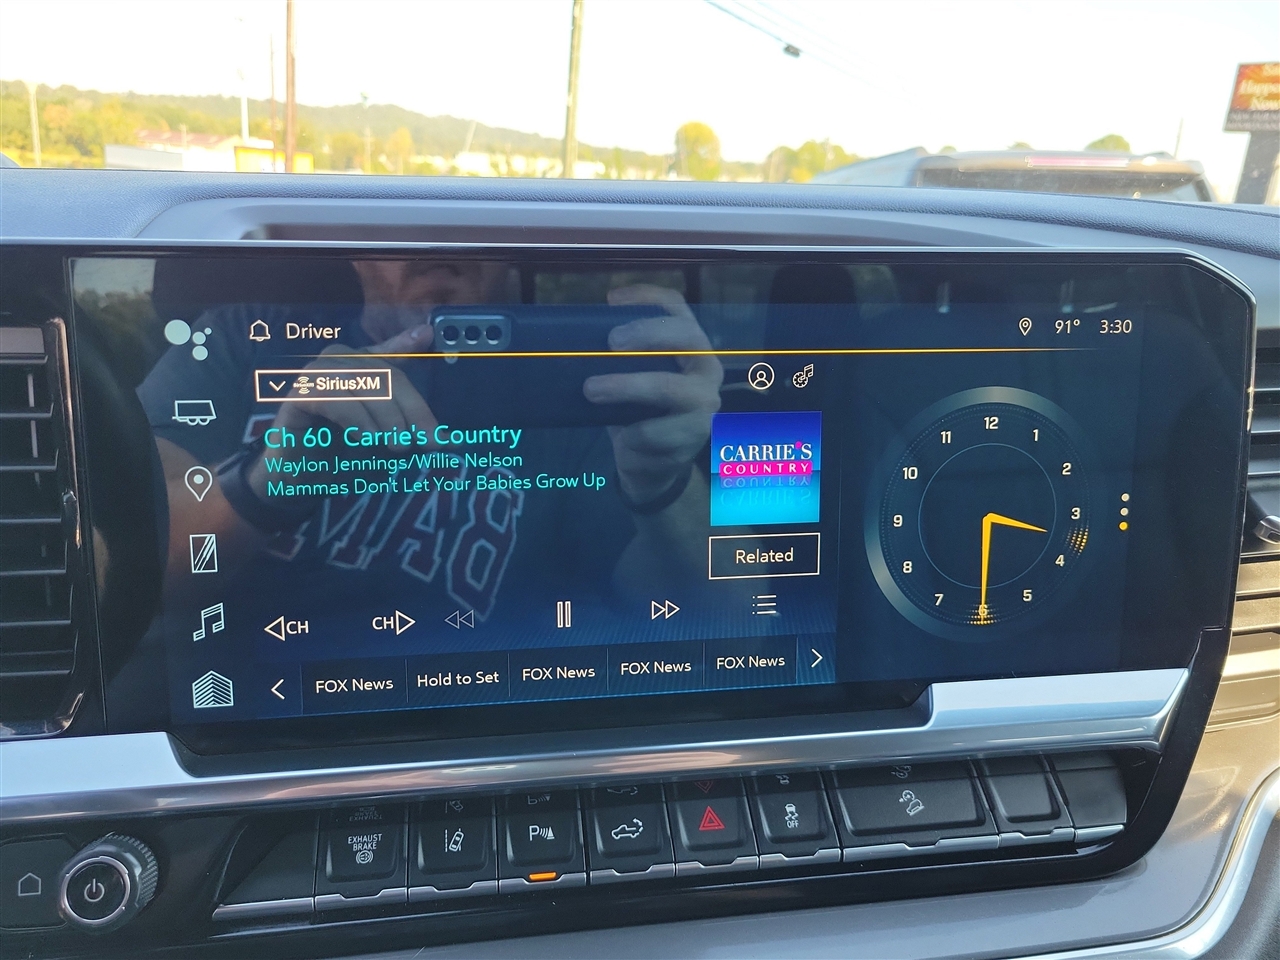 Driver
91° 3:30
SiriusXM
Ch 60 Carrie's Country
Waylon Jennings/Willie Nelson
Mammas Don't Let Your Babies Grow Up
CARRIE'S
COUNTRY
Related
CH
CH
FOX News
Hold to Set
FOX News
FOX News
FOX News
12
1
2
3
4
5
6
7
8
9
10
11
EXHAUST
BRAKE
P
OFF